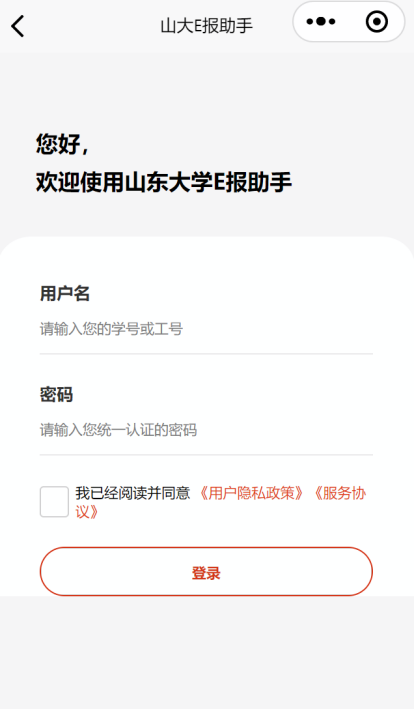 山大E报助手
您好，
欢迎使用山东大学E报助手
用户名
请输入您的学号或工号
密码
请输入您统一认证的密码
我已经阅读并同意 《用户隐私政策》《服务协
议》
登录